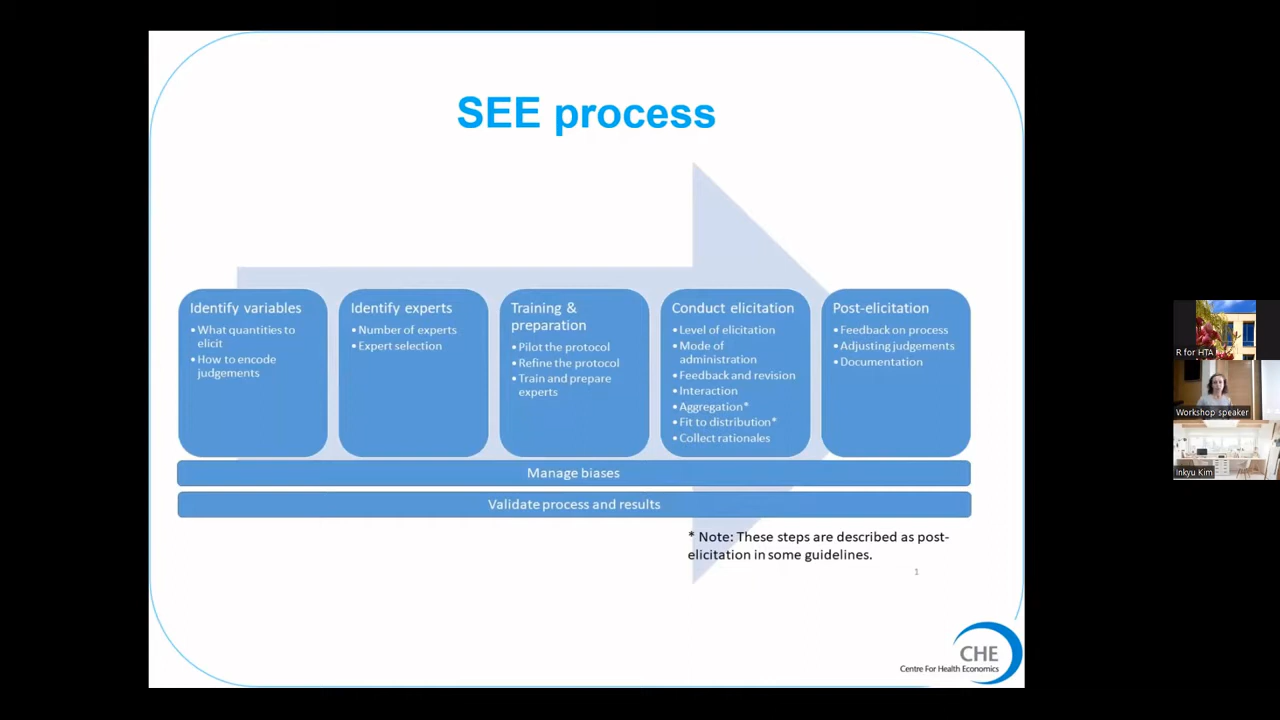 SEE process
Identify variables
•What quantities to
elicit
•How to encode
judgements
Identify experts
•Number of experts
•Expert selection
Training &
preparation
•Pilot the protocol
•Refine the protocol
•Train and prepare
experts
Conduct elicitation
•Level of elicitation
•Mode of
administration
•Feedback and revision
•Interaction
•Aggregation*
•Fit to distribution*
•Collect rationales
Post-elicitation
•Feedback on process
•Adjusting judgements
•Documentation
Manage biases
Validate process and results
* Note: These steps are described as post-
elicitation in some guidelines.
1
CHE
Centre For Health Economics
R for HTA
Workshop speaker
Inkyu Kim